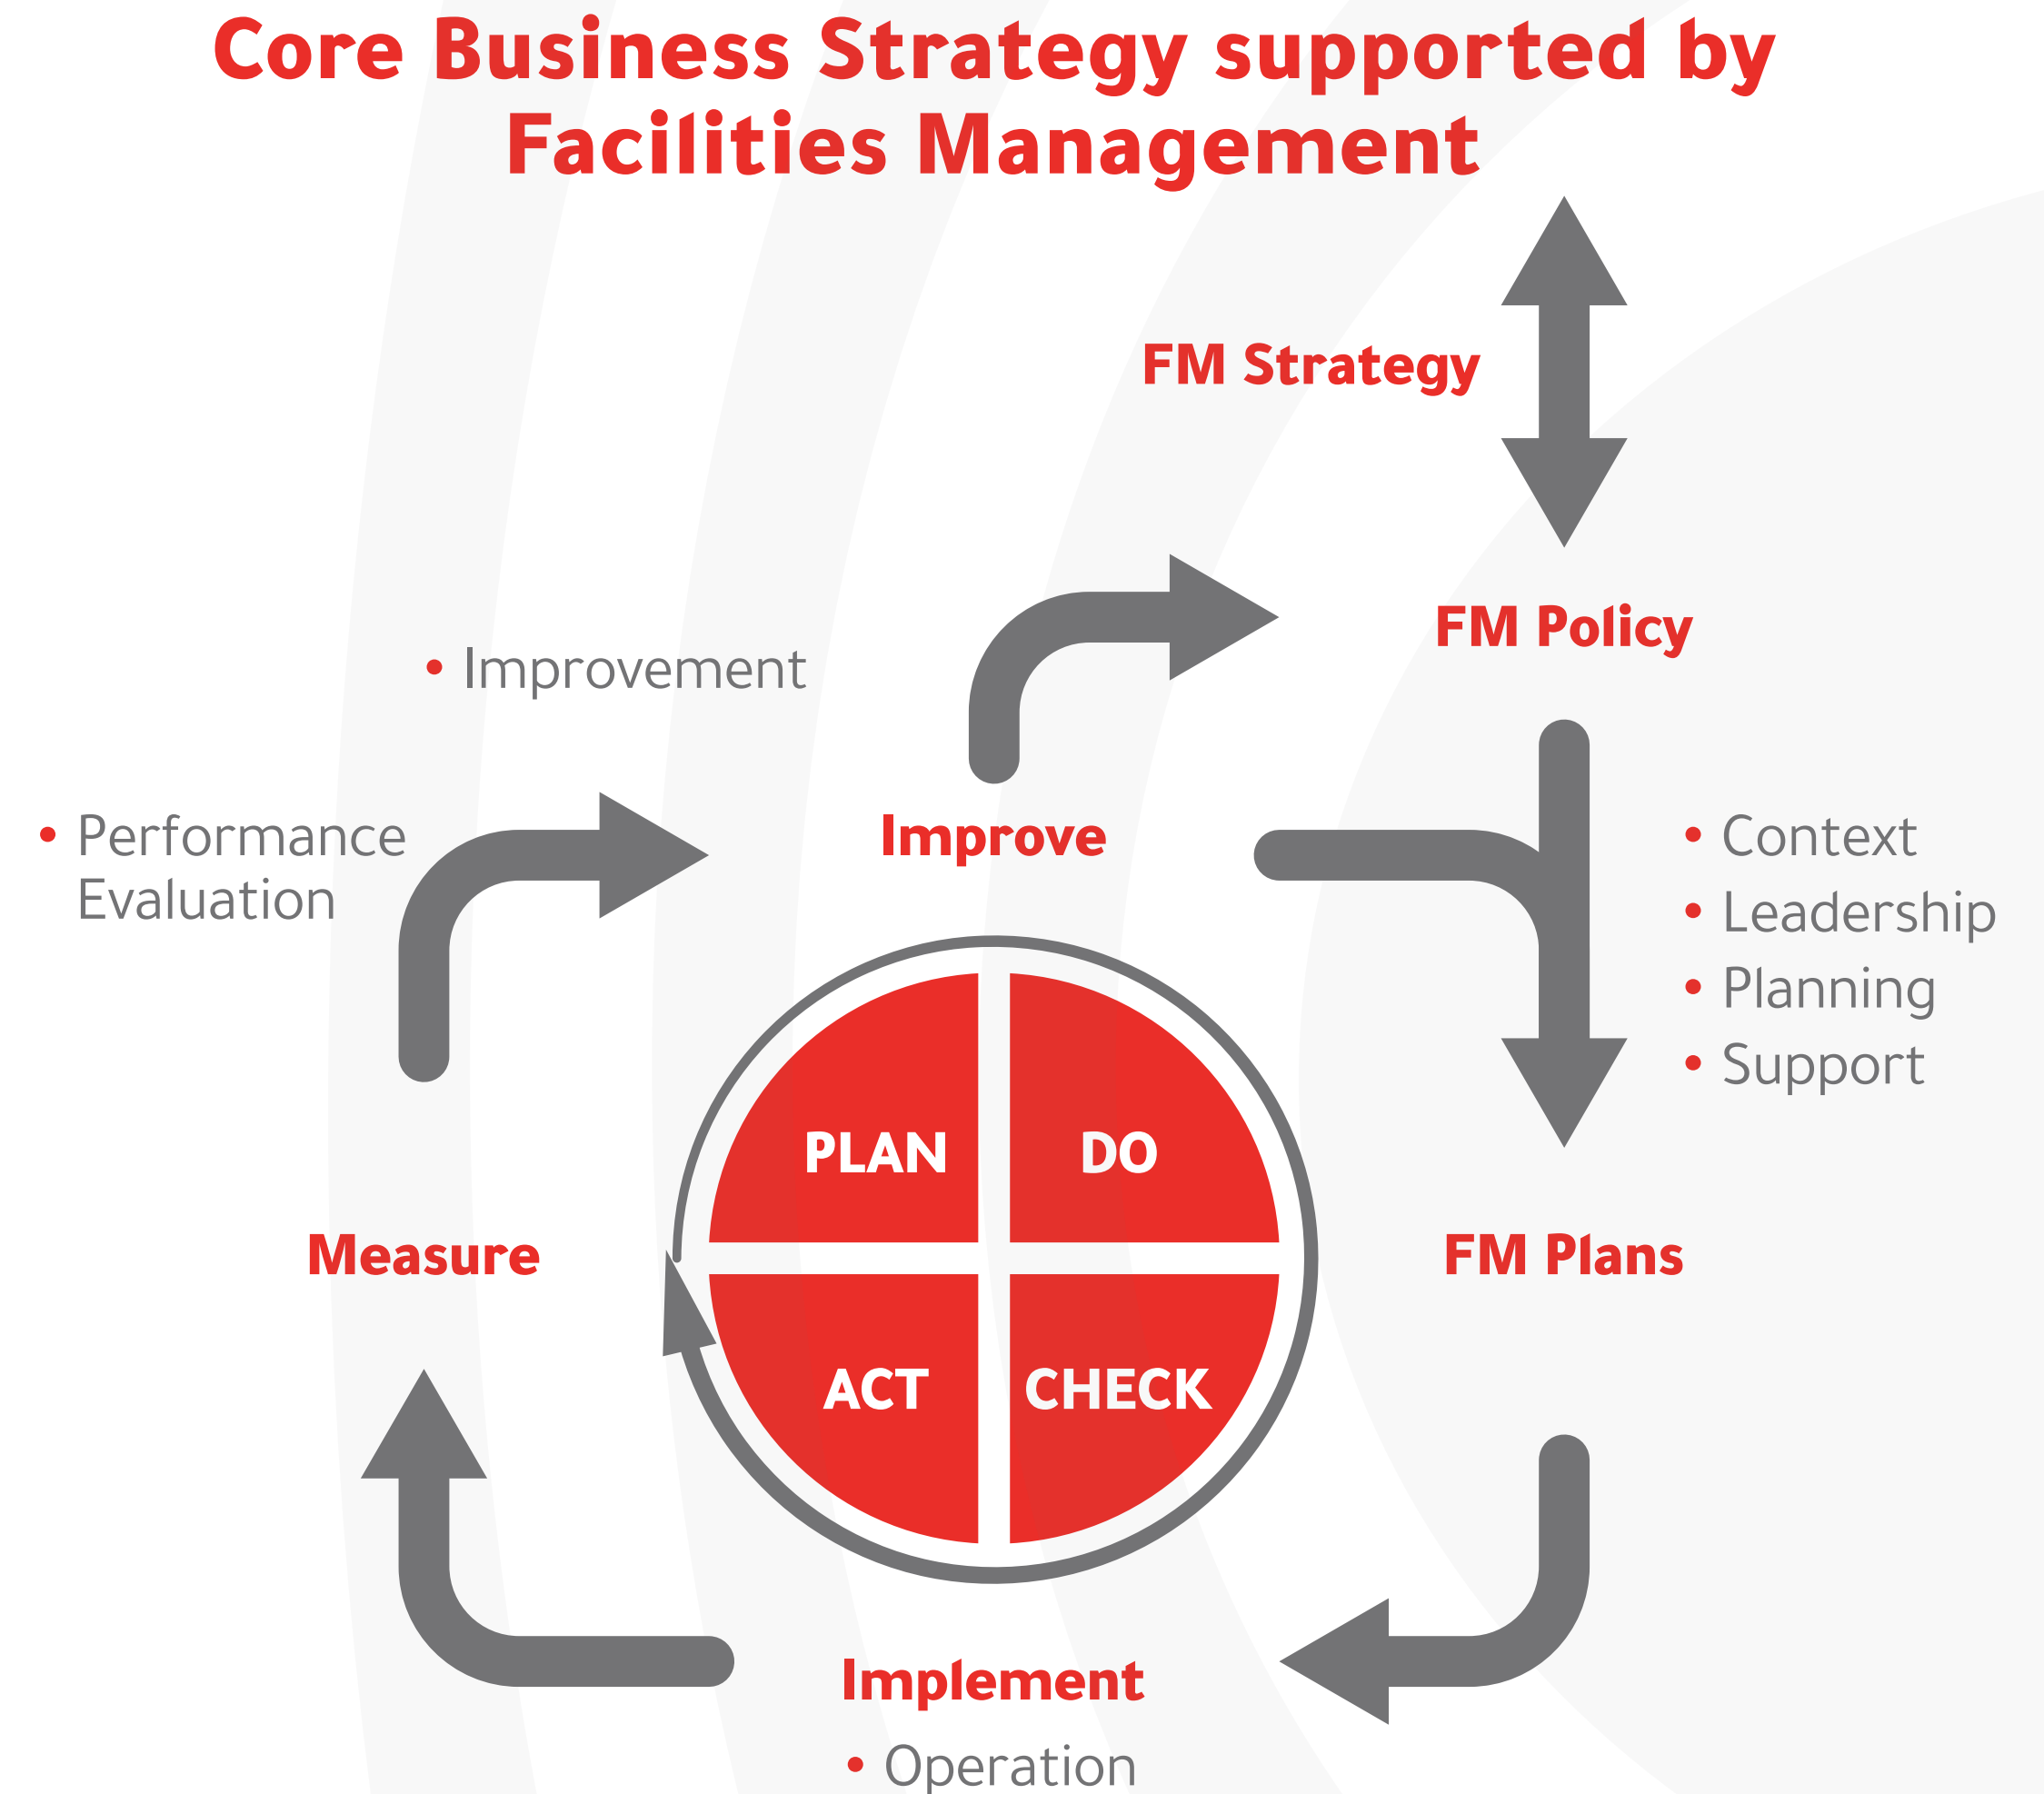 Core Business Strategy supported by
Facilities Management
FM Strategy
FM Policy
• Improvement
• Performance
Evaluation
Improve
• Context
• Leadership
• Planning
• Support
PLAN
DO
Measure
FM Plans
ACT
CHECK
Implement
• Operation